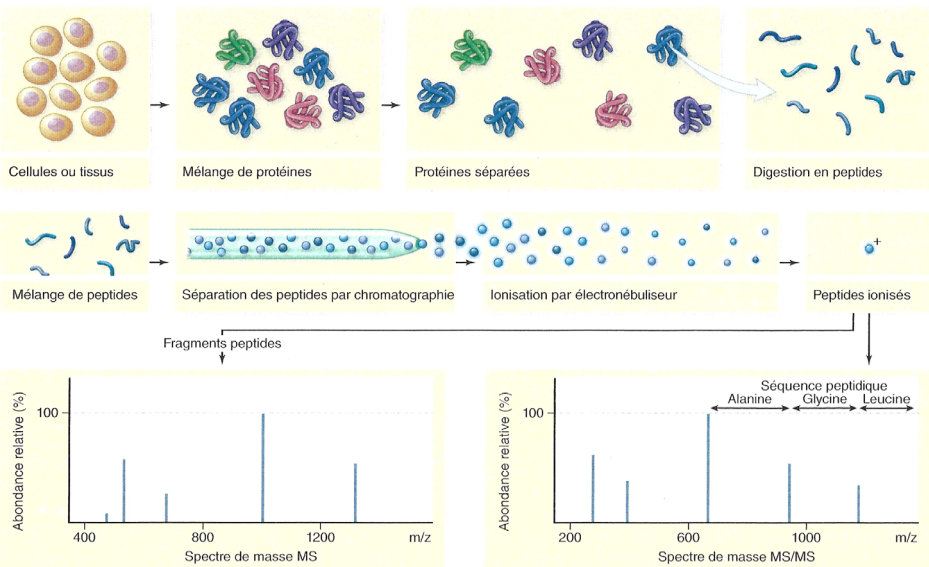 Cellules ou tissus
Mélange de protéines
Protéines séparées
Digestion en peptides
Mélange de peptides
Séparation des peptides par chromatographie
Ionisation par électronébuliseur
+
Peptides ionisés
Fragments peptides
Abondance relative (%)
100
400
800
1200
m/z
Spectre de masse MS
Abondance relative (%)
100
Séquence peptidique
Alanine
Glycine
Leucine
200
600
1000
m/z
Spectre de masse MS/MS